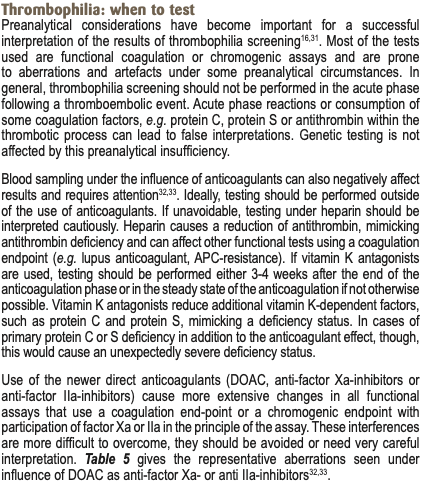 Thrombophilia: when to test
Preanalytical considerations have become important for a successful
interpretation of the results of thrombophilia screening16,31. Most of the tests
used are functional coagulation or chromogenic assays and are prone
to aberrations and artefacts under some preanalytical circumstances. In
general, thrombophilia screening should not be performed in the acute phase
following a thromboembolic event. Acute phase reactions or consumption of
some coagulation factors, e.g. protein C, protein S or antithrombin within the
thrombotic process can lead to false interpretations. Genetic testing is not
affected by this preanalytical insufficiency.

Blood sampling under the influence of anticoagulants can also negatively affect
results and requires attention32,33. Ideally, testing should be performed outside
of the use of anticoagulants. If unavoidable, testing under heparin should be
interpreted cautiously. Heparin causes a reduction of antithrombin, mimicking
antithrombin deficiency and can affect other functional tests using a coagulation
endpoint (e.g. lupus anticoagulant, APC-resistance). If vitamin K antagonists
are used, testing should be performed either 3-4 weeks after the end of the
anticoagulation phase or in the steady state of the anticoagulation if not otherwise
possible. Vitamin K antagonists reduce additional vitamin K-dependent factors,
such as protein C and protein S, mimicking a deficiency status. In cases of
primary protein C or S deficiency in addition to the anticoagulant effect, though,
this would cause an unexpectedly severe deficiency status.

Use of the newer direct anticoagulants (DOAC, anti-factor Xa-inhibitors or
anti-factor IIa-inhibitors) cause more extensive changes in all functional
assays that use a coagulation end-point or a chromogenic endpoint with
participation of factor Xa or IIa in the principle of the assay. These interferences
are more difficult to overcome, they should be avoided or need very careful
interpretation. Table 5 gives the representative aberrations seen under
influence of DOAC as anti-factor Xa- or anti IIa-inhibitors32,33.